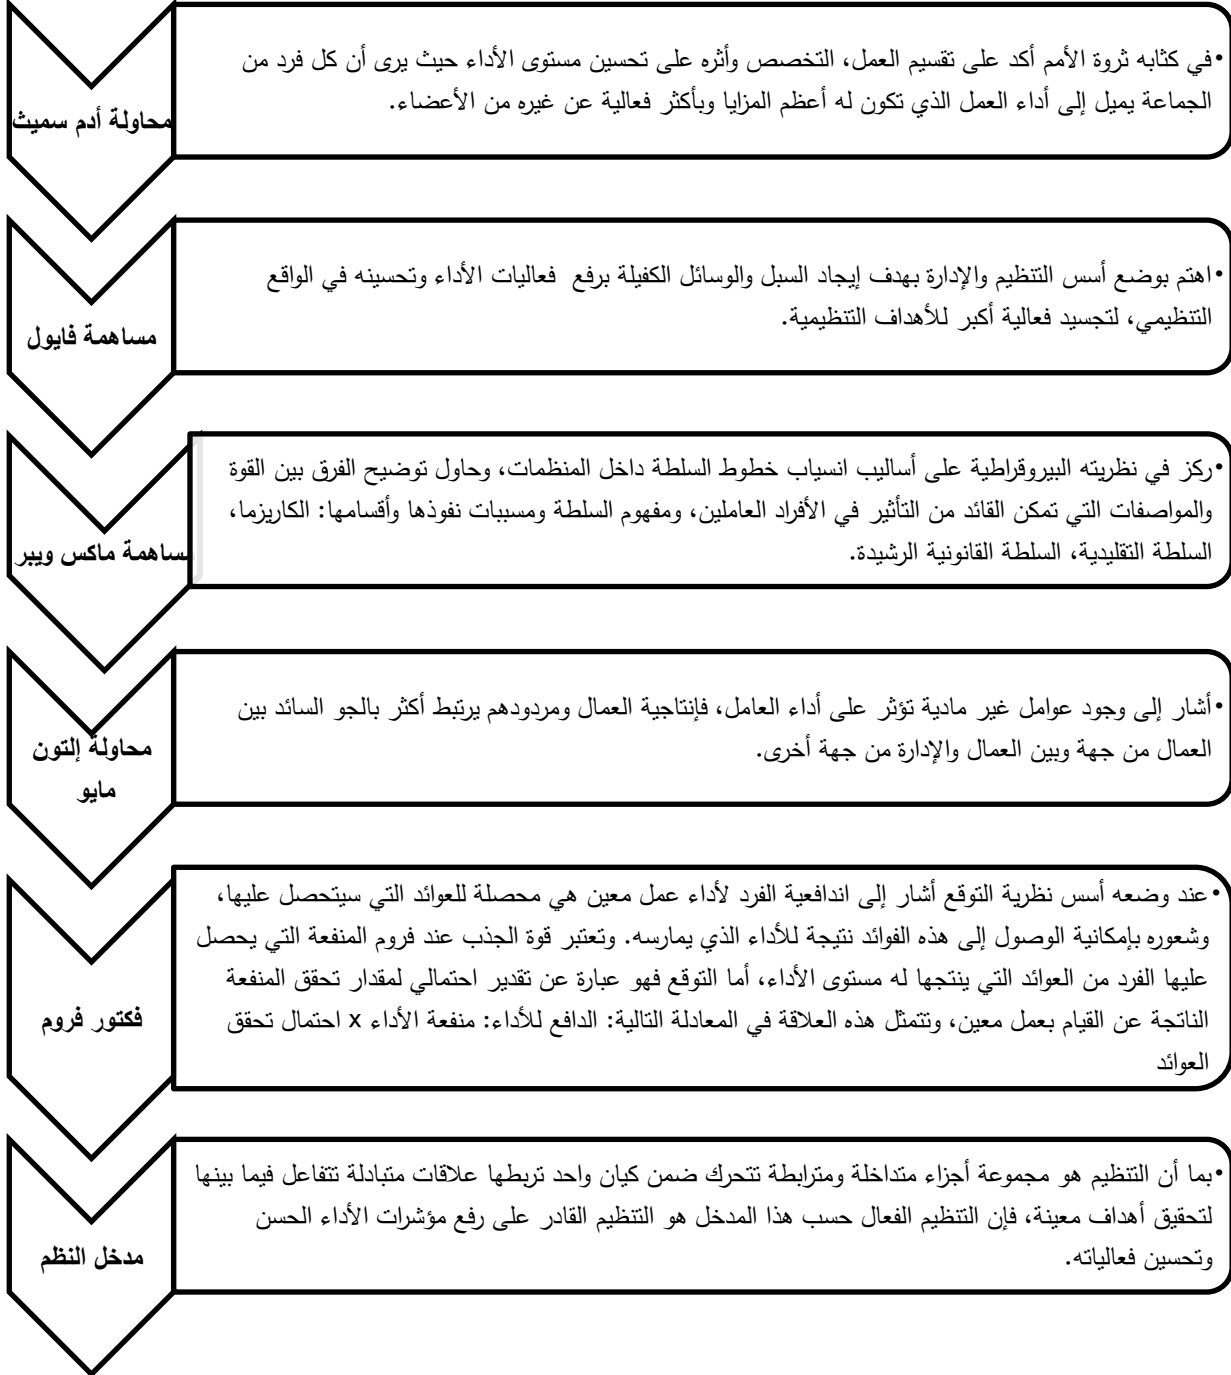 محاولة أدم سميث
•في كثابه ثروة الأمم أكد على تقسيم العمل، التخصص وأثره على تحسين مستوى الأداء حيث يرى أن كل فرد من
الجماعة يميل إلى أداء العمل الذي تكون له أعظم المزايا وبأكثر فعالية عن غيره من الأعضاء.
مساهمة فايول
•اهتم بوضع أسس التنظيم والإدارة بهدف إيجاد السبل والوسائل الكفيلة برفع فعاليات الأداء وتحسينه في الواقع
التنظيمي، لتجسيد فعالية أكبر للأهداف التنظيمية.
ساهمة ماكس ويبر
•ركز في نظريته البيروقراطية على أساليب انسياب خطوط السلطة داخل المنظمات، وحاول توضيح الفرق بين القوة
والمواصفات التي تمكن القائد من التأثير في الأفراد العاملين، ومفهوم السلطة ومسببات نفوذها وأقسامها: الكاريزما،
السلطة التقليدية، السلطة القانونية الرشيدة.
محاولة إلتون
مايو
•أشار إلى وجود عوامل غير مادية تؤثر على أداء العامل، فإنتاجية العمال ومردودهم يرتبط أكثر بالجو السائد بين
العمال من جهة وبين العمال والإدارة من جهة أخرى.
فكتور فروم
•عند وضعه أسس نظرية التوقع أشار إلى اندافعية الفرد لأداء عمل معين هي محصلة للعوائد التي سيتحصل عليها،
وشعوره بإمكانية الوصول إلى هذه الفوائد نتيجة للأداء الذي يمارسه. وتعتبر قوة الجذب عند فروم المنفعة التي يحصل
عليها الفرد من العوائد التي ينتجها له مستوى الأداء، أما التوقع فهو عبارة عن تقدير احتمالي لمقدار تحقق المنفعة
الناتجة عن القيام بعمل معين، وتتمثل هذه العلاقة في المعادلة التالية: الدافع للأداء: منفعة الأداء x احتمال تحقق
العوائد
مدخل النظم
•بما أن التنظيم هو مجموعة أجزاء متداخلة ومترابطة تتحرك ضمن كيان واحد تربطها علاقات متبادلة تتفاعل فيما بينها
لتحقيق أهداف معينة، فإن التنظيم الفعال حسب هذا المدخل هو التنظيم القادر على رفع مؤشرات الأداء الحسن
وتحسين فعالياته.